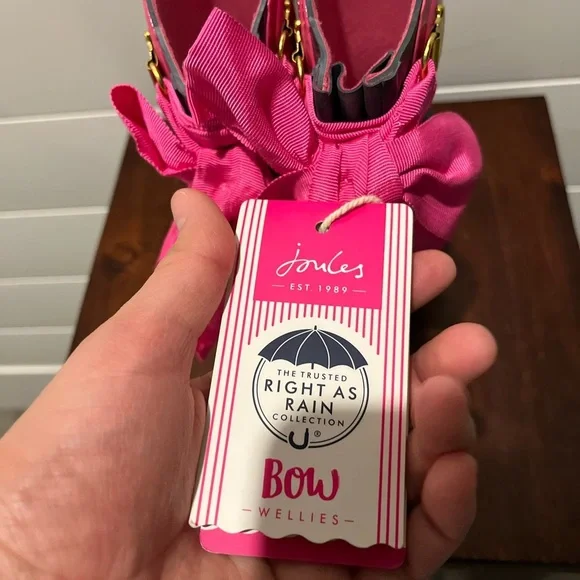 Joules
EST. 1989
THE TRUSTED
RIGHT AS
RAIN
COLLECTION
®
BOW
WELLIES